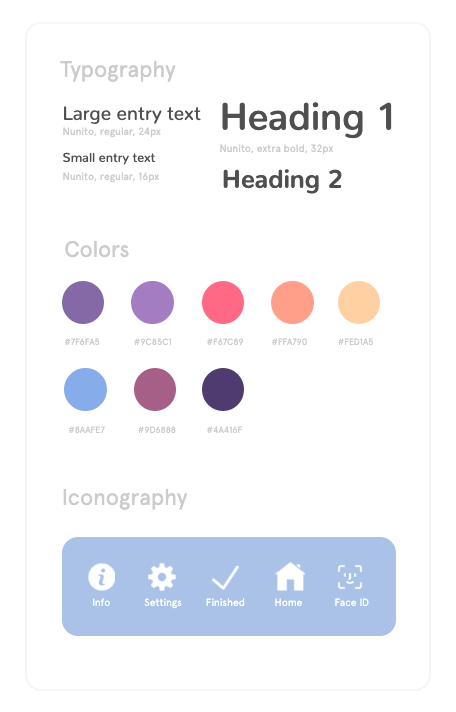 Typography
Large entry text
Nunito, regular, 24px
Small entry text
Nunito, regular, 16px
Heading 1
Nunito, extra bold, 32px
Heading 2
Colors
#7F6FA5
#9C85C1
#F67C89
#FFA790
#FED1A5
#8AAFE7
#9D6888
#4A416F
Iconography
Info
Settings
Finished
Home
Face ID